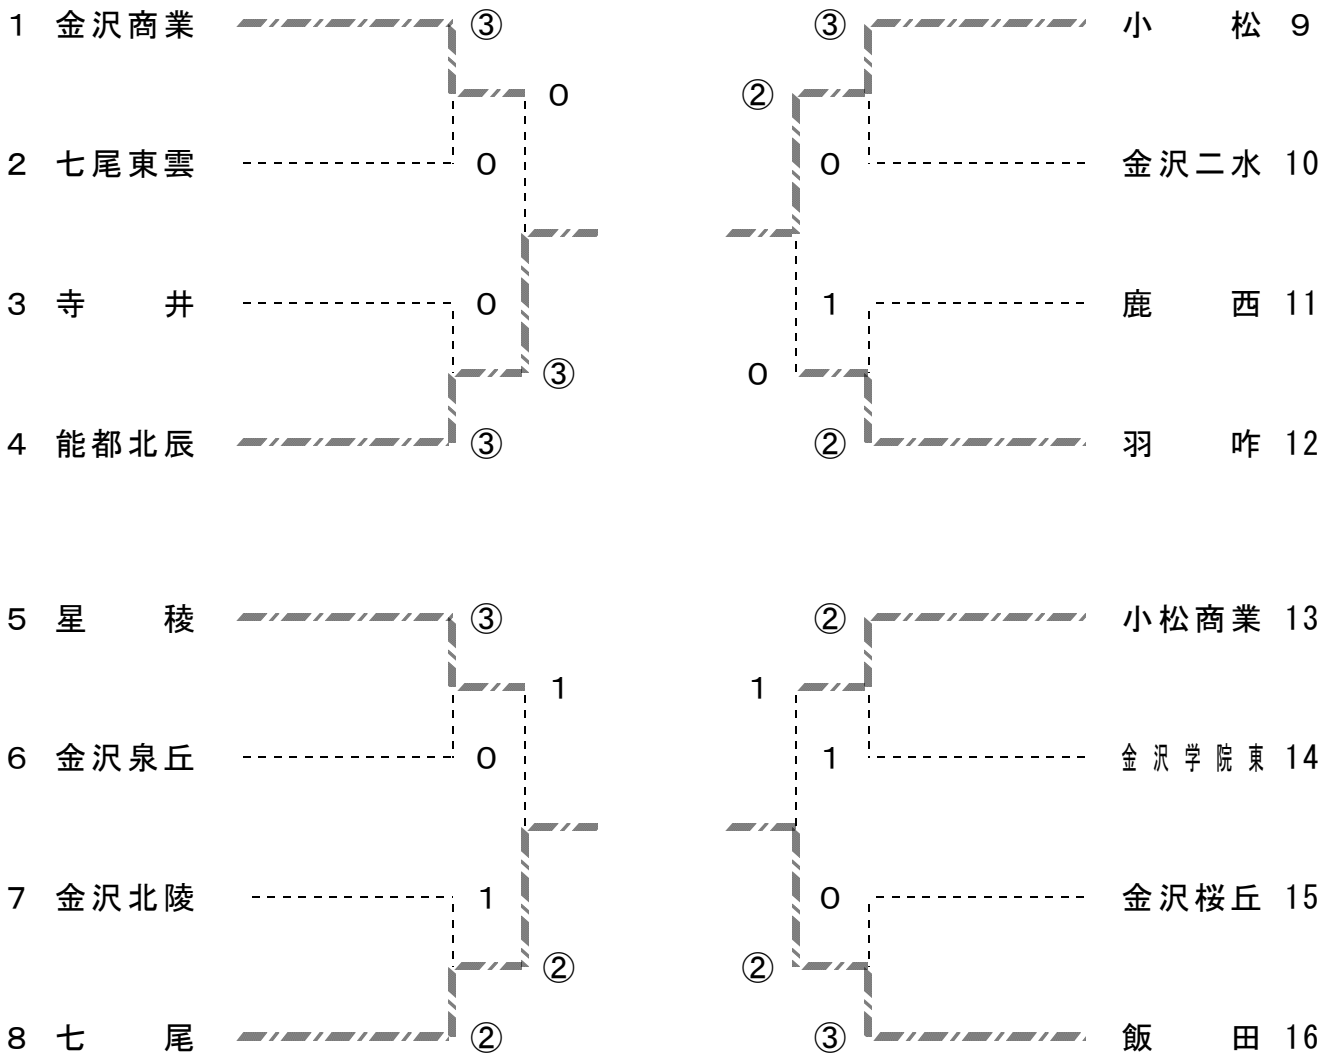 1 金沢商業 ③ ③ 小松 9
0 ②
2 七尾東雲 0 0 金沢二水 10
3 寺井 0 1 鹿西 11
③ 0
4 能都北辰 ③ ② 羽咋 12
5 星稜 ③ ② 小松商業 13
1 1
6 金沢泉丘 0 1 金沢学院東 14
7 金沢北陵 1 0 金沢桜丘 15
② ②
8 七尾 ② ③ 飯田 16